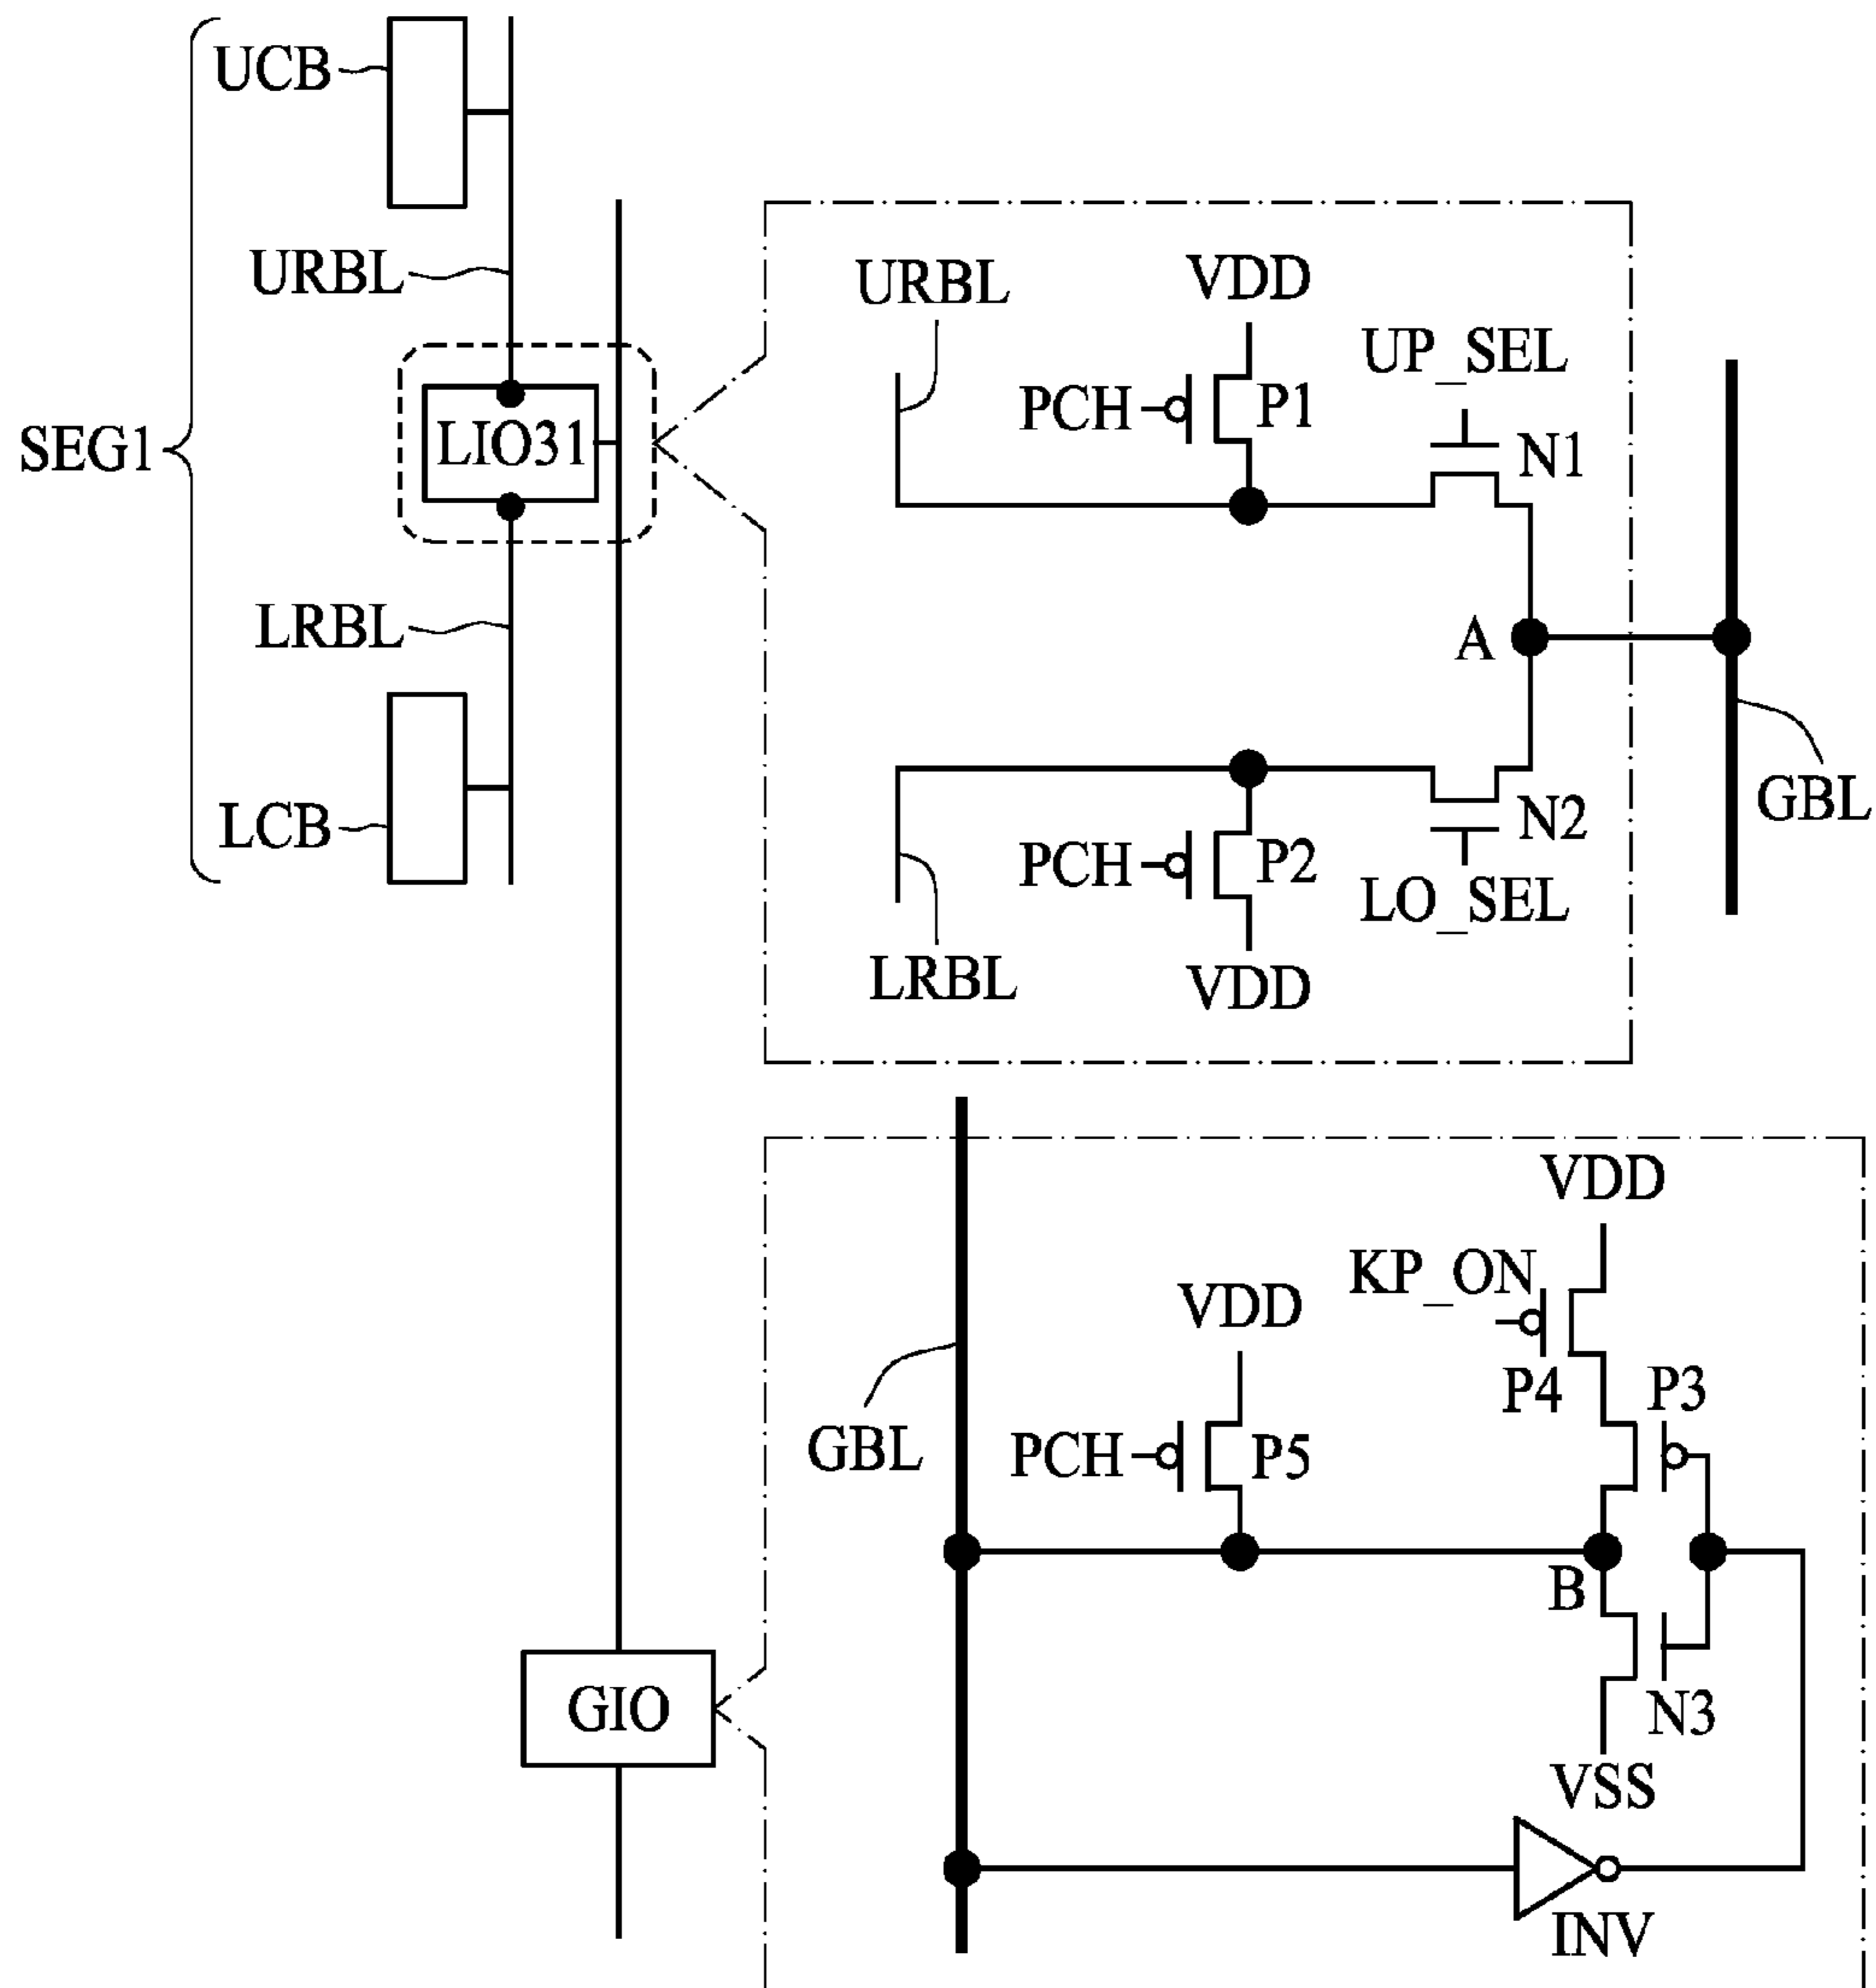 UCB
URBL
SEG1
LIO31
LRBL
LCB
URBL
VDD
UP_SEL
PCH
P1
N1
A
GBL
PCH
P2
N2
LO_SEL
LRBL
VDD
VDD
KP_ON
VDD
P4
P3
GBL
PCH
P5
B
GIO
N3
VSS
INV